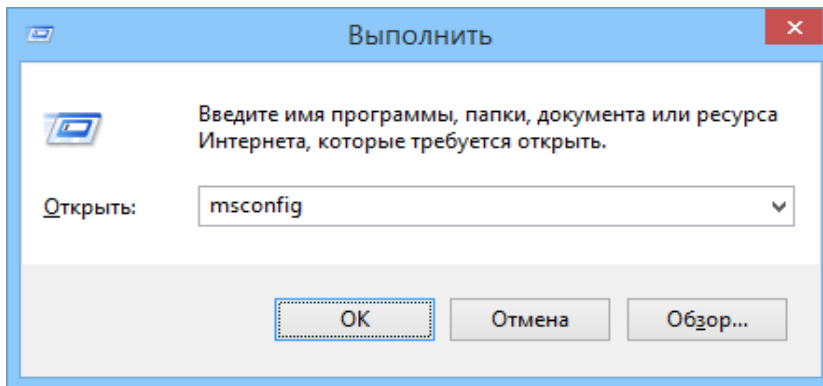 Выполнить
Введите имя программы, папки, документа или ресурса
Интернета, которые требуется открыть.
Открыть: msconfig
OK Отмена Обзор...